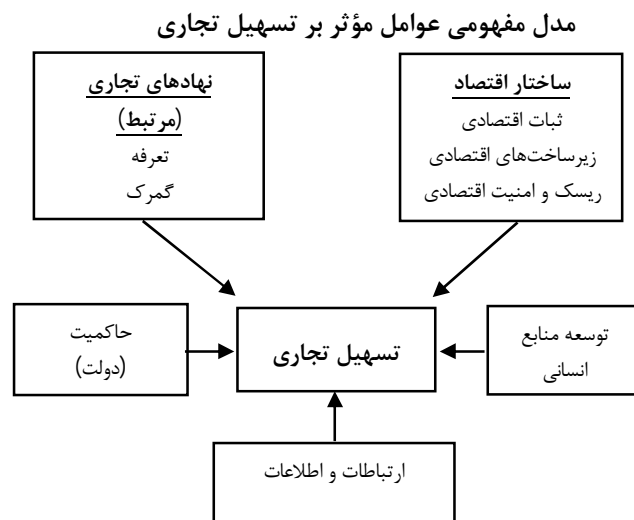 مدل مفهومی عوامل مؤثر بر تسهیل تجاری
ساختار اقتصاد
ثبات اقتصادی
زیرساخت‌های اقتصادی
ریسک و امنیت اقتصادی
نهادهای تجاری
(مرتبط)
تعرفه
گمرک
توسعه منابع
انسانی
تسهیل تجاری
حاکمیت
(دولت)
ارتباطات و اطلاعات